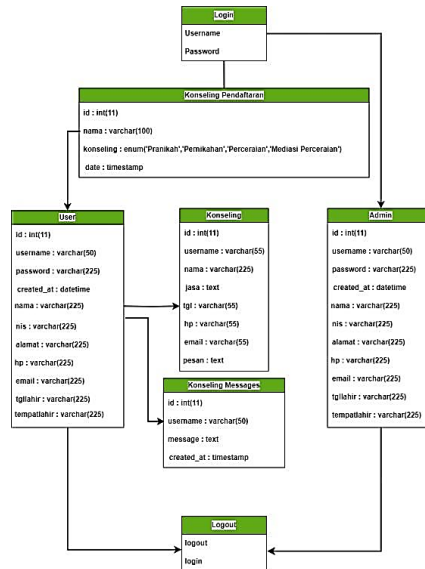 Login
Username
Password
Konseling Pendaftaran
id : int(11)
nama : varchar(100)
konseling : enum('Pranikah','Pernikahan','Perceraian','Mediasi Perceraian')
date : timestamp
User
id : int(11)
username : varchar(50)
password : varchar(225)
created_at : datetime
nama : varchar(225)
nis : varchar(225)
alamat : varchar(225)
hp : varchar(225)
email : varchar(225)
tgllahir : varchar(225)
tempatlahir : varchar(225)
Konseling
id : int(11)
username : varchar(55)
nama : varchar(225)
jasa : text
tgl : varchar(55)
hp : varchar(55)
email : varchar(55)
pesan : text
Konseling Messages
id : int(11)
username : varchar(50)
message : text
created_at : timestamp
Admin
id : int(11)
username : varchar(50)
password : varchar(225)
created_at : datetime
nama : varchar(225)
nis : varchar(225)
alamat : varchar(225)
hp : varchar(225)
email : varchar(225)
tgllahir : varchar(225)
tempatlahir : varchar(225)
Logout
logout
login